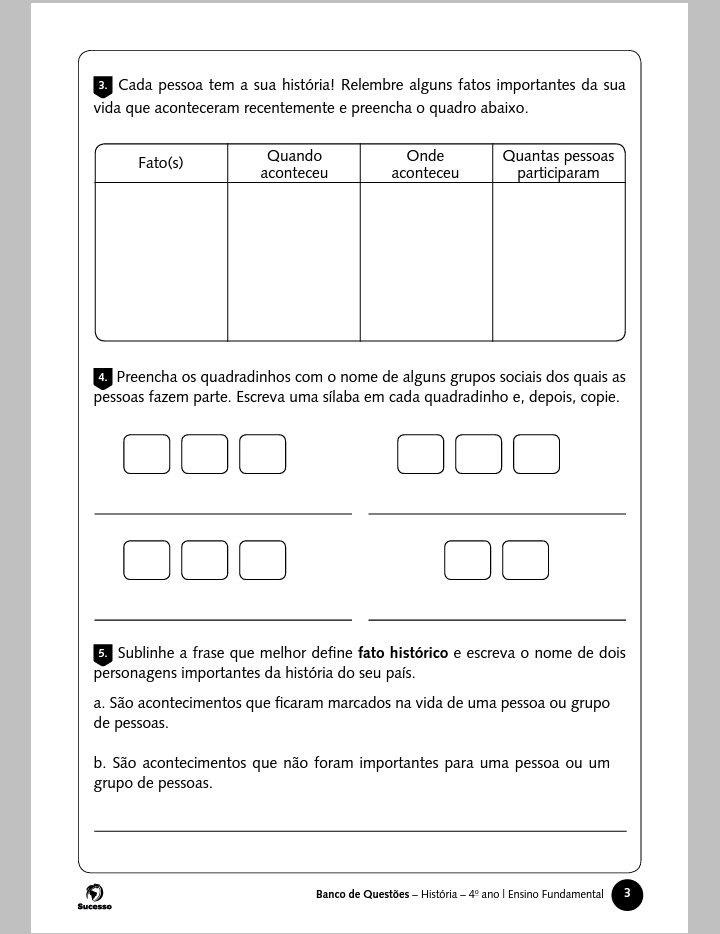 3. Cada pessoa tem a sua história! Relembre alguns fatos importantes da sua
vida que aconteceram recentemente e preencha o quadro abaixo.
Fato(s)
Quando
aconteceu
Onde
aconteceu
Quantas pessoas
participaram
4. Preencha os quadradinhos com o nome de alguns grupos sociais dos quais as
pessoas fazem parte. Escreva uma sílaba em cada quadradinho e, depois, copie.
5. Sublinhe a frase que melhor define fato histórico e escreva o nome de dois
personagens importantes da história do seu país.
a. São acontecimentos que ficaram marcados na vida de uma pessoa ou grupo
de pessoas.
b. São acontecimentos que não foram importantes para uma pessoa ou um
grupo de pessoas.
Sucesso
Banco de Questões – História – 4º ano | Ensino Fundamental
3